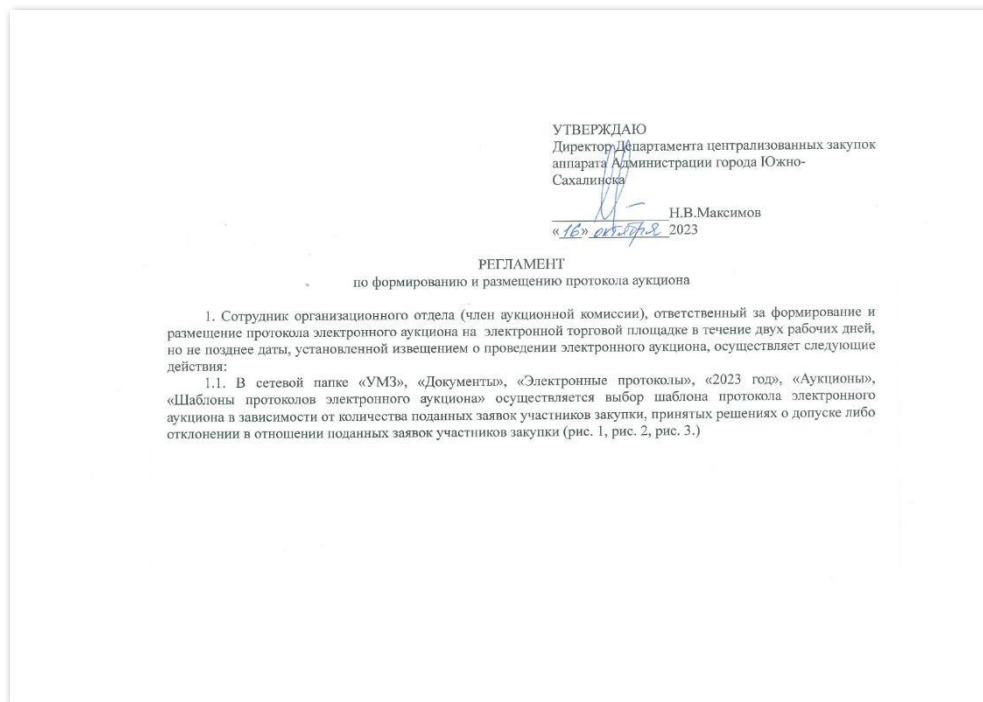 УТВЕРЖДАЮ
Директор Департамента централизованных закупок
аппарата Администрации города Южно-
Сахалинска
____________Н.В.Максимов
«16» октября 2023
РЕГЛАМЕНТ
по формированию и размещению протокола аукциона
1. Сотрудник организационного отдела (член аукционной комиссии), ответственный за формирование и
размещение протокола электронного аукциона на электронной торговой площадке в течение двух рабочих дней,
но не позднее даты, установленной извещением о проведении электронного аукциона, осуществляет следующие
действия:
1.1. В сетевой папке «УМЗ», «Документы», «Электронные протоколы», «2023 год», «Аукционы»,
«Шаблоны протоколов электронного аукциона» осуществляется выбор шаблона протокола электронного
аукциона в зависимости от количества поданных заявок участников закупки, принятых решениях о допуске либо
отклонении в отношении поданных заявок участников закупки (рис. 1, рис. 2, рис. 3.)